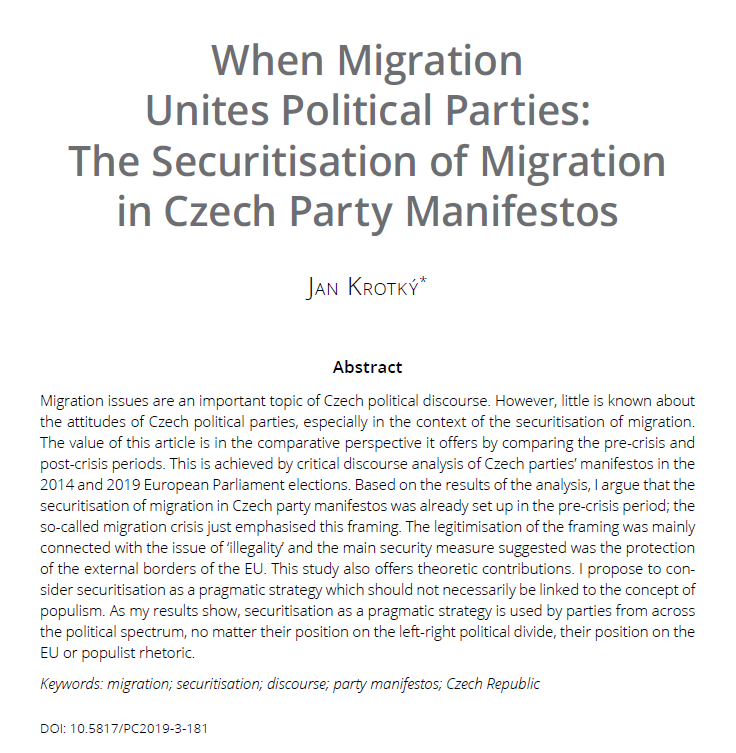 When Migration
Unites Political Parties:
The Securitisation of Migration
in Czech Party Manifestos
Jan Krotký*
Abstract
Migration issues are an important topic of Czech political discourse. However, little is known about
the attitudes of Czech political parties, especially in the context of the securitisation of migration.
The value of this article is in the comparative perspective it offers by comparing the pre-crisis and
post-crisis periods. This is achieved by critical discourse analysis of Czech parties’ manifestos in the
2014 and 2019 European Parliament elections. Based on the results of the analysis, I argue that the
securitisation of migration in Czech party manifestos was already set up in the pre-crisis period; the
so-called migration crisis just emphasised this framing. The legitimisation of the framing was mainly
connected with the issue of ‘illegality’ and the main security measure suggested was the protection
of the external borders of the EU. This study also offers theoretic contributions. I propose to con-
sider securitisation as a pragmatic strategy which should not necessarily be linked to the concept of
populism. As my results show, securitisation as a pragmatic strategy is used by parties from across
the political spectrum, no matter their position on the left-right political divide, their position on the
EU or populist rhetoric.
Keywords: migration; securitisation; discourse; party manifestos; Czech Republic
DOI: 10.5817/PC2019-3-181